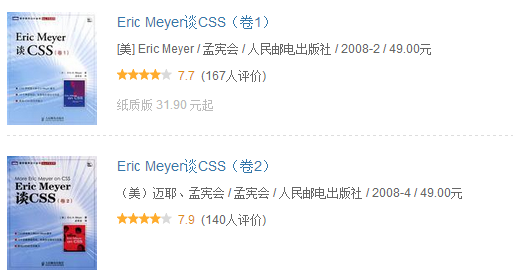 Eric Meyer
谈CSS（卷1）
Eric Meyer谈CSS（卷1）
[美] Eric Meyer / 孟宪会 / 人民邮电出版社 / 2008-2 / 49.00元
7.7 (167人评价)
纸质版 31.90 元起
More Eric Meyer on CSS
Eric Meyer
谈CSS（卷2）
Eric Meyer谈CSS（卷2）
（美）迈耶、孟宪会 / 孟宪会 / 人民邮电出版社 / 2008-4 / 49.00元
7.9 (140人评价)